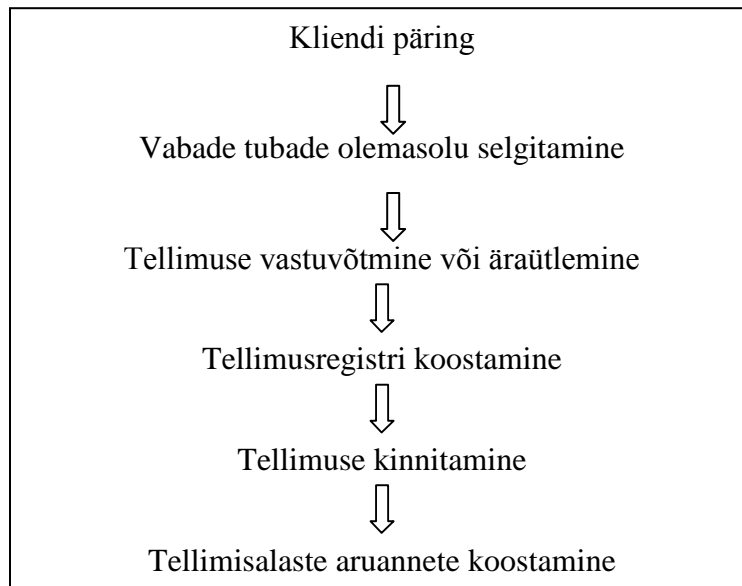 Kliendi päring
Vabade tubade olemasolu selgitamine
Tellimuse vastuvõtmine või äraütlemine
Tellimusregistri koostamine
Tellimuse kinnitamine
Tellimisalaste aruannete koostamine